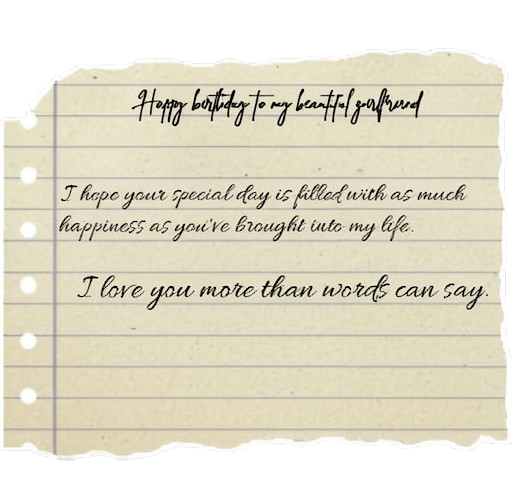 Happy birthday to my beautiful girlfriend
I hope your special day is filled with as much
happiness as you've brought into my life.
I love you more than words can say.